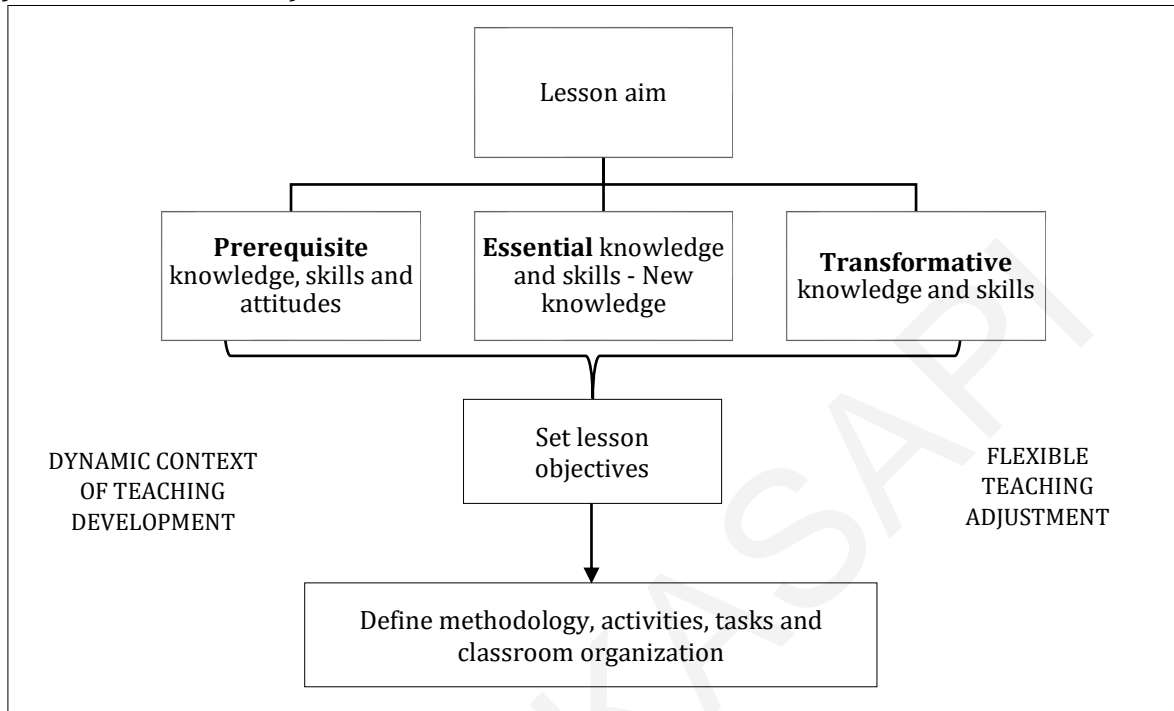 Lesson aim
Prerequisite
knowledge, skills and
attitudes
Essential knowledge
and skills - New
knowledge
Transformative
knowledge and skills
Set lesson
objectives
DYNAMIC CONTEXT
OF TEACHING
DEVELOPMENT
FLEXIBLE
TEACHING
ADJUSTMENT
Define methodology, activities, tasks and
classroom organization
KASAPI